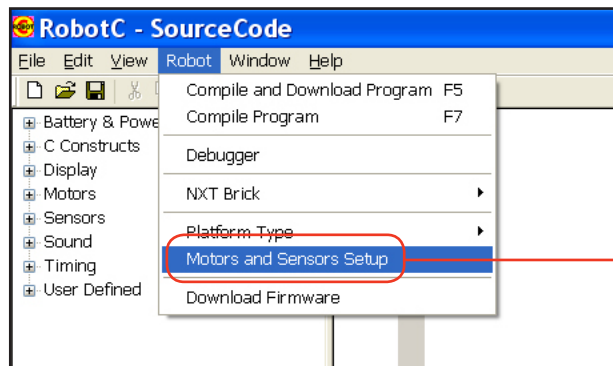 RobotC - SourceCode
File Edit View Robot Window Help
Compile and Download Program F5
Compile Program F7
Debugger
NXT Brick
Platform Type
Motors and Sensors Setup
Download Firmware
Battery & Powe
C Constructs
Display
Motors
Sensors
Sound
Timing
User Defined